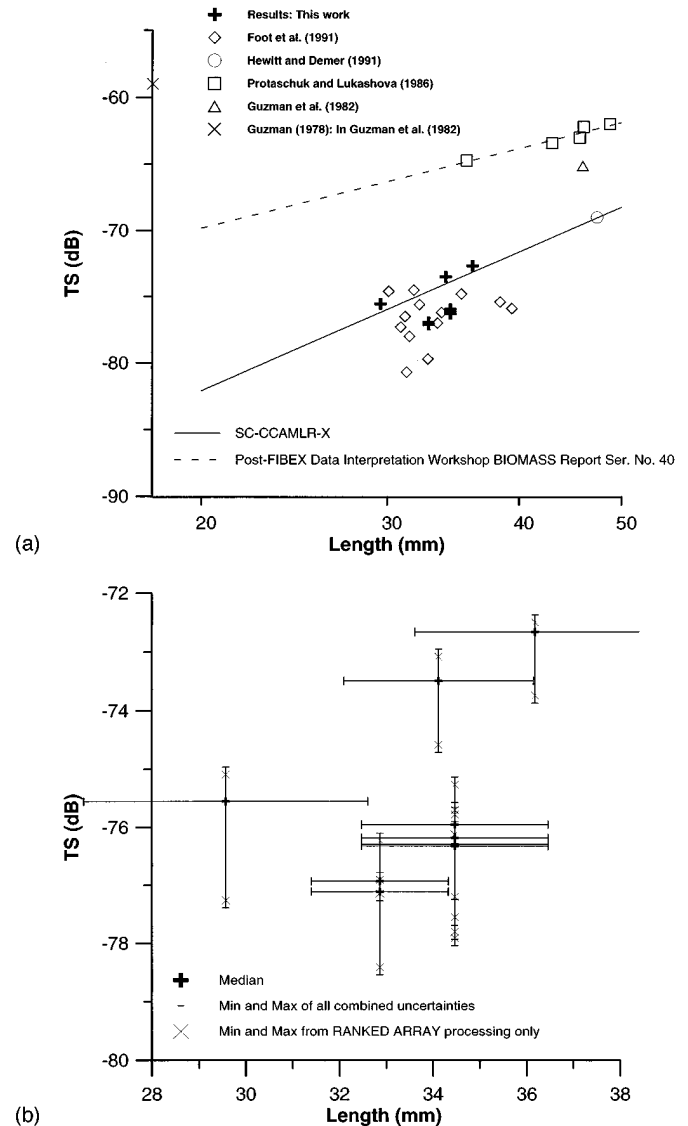 Results: This work
Foot et al. (1991)
Hewitt and Demer (1991)
Protaschuk and Lukashova (1986)
Guzman et al. (1982)
Guzman (1978): In Guzman et al. (1982)
-60
-70
-80
-90
TS (dB)
SC-CCAMLR-X
Post-FIBEX Data Interpretation Workshop BIOMASS Report Ser. No. 40
20
30
40
50
Length (mm)
(a)
-72
-74
-76
-78
-80
TS (dB)
Median
Min and Max of all combined uncertainties
Min and Max from RANKED ARRAY processing only
28
30
32
34
36
38
Length (mm)
(b)